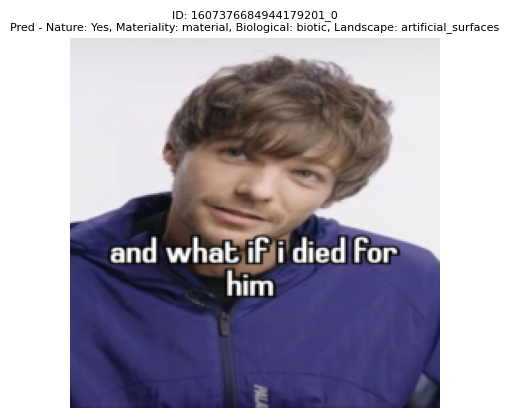 ID: 1607376684944179201_0
Pred - Nature: Yes, Materiality: material, Biological: biotic, Landscape: artificial_surfaces
and what if i died for
him